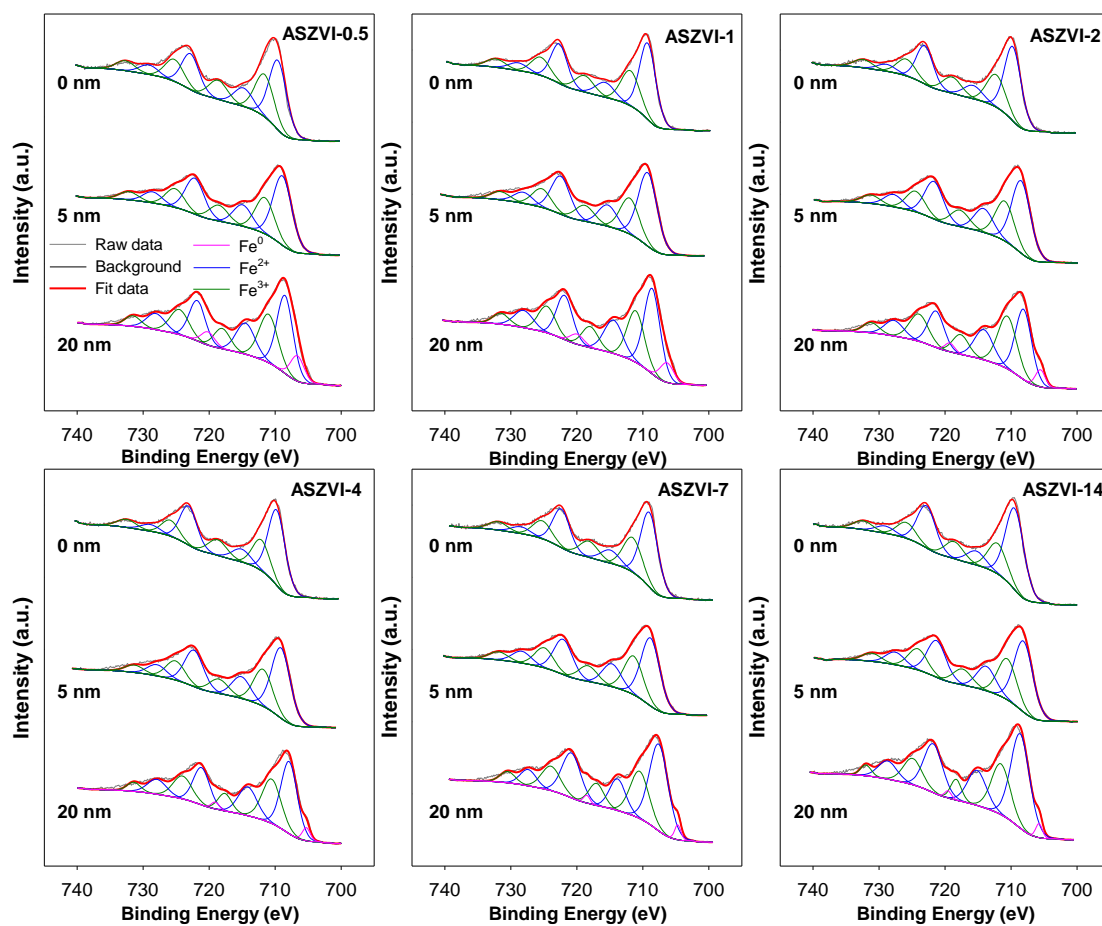 ASZVI-0.5
0 nm
5 nm
Raw data
Background
Fit data
Fe⁰
Fe²⁺
Fe³⁺
20 nm
Intensity (a.u.)
740 730 720 710 700
Binding Energy (eV)
ASZVI-1
0 nm
5 nm
20 nm
Intensity (a.u.)
740 730 720 710 700
Binding Energy (eV)
ASZVI-2
0 nm
5 nm
20 nm
Intensity (a.u.)
740 730 720 710 700
Binding Energy (eV)
ASZVI-4
0 nm
5 nm
20 nm
Intensity (a.u.)
740 730 720 710 700
Binding Energy (eV)
ASZVI-7
0 nm
5 nm
20 nm
Intensity (a.u.)
740 730 720 710 700
Binding Energy (eV)
ASZVI-14
0 nm
5 nm
20 nm
Intensity (a.u.)
740 730 720 710 700
Binding Energy (eV)